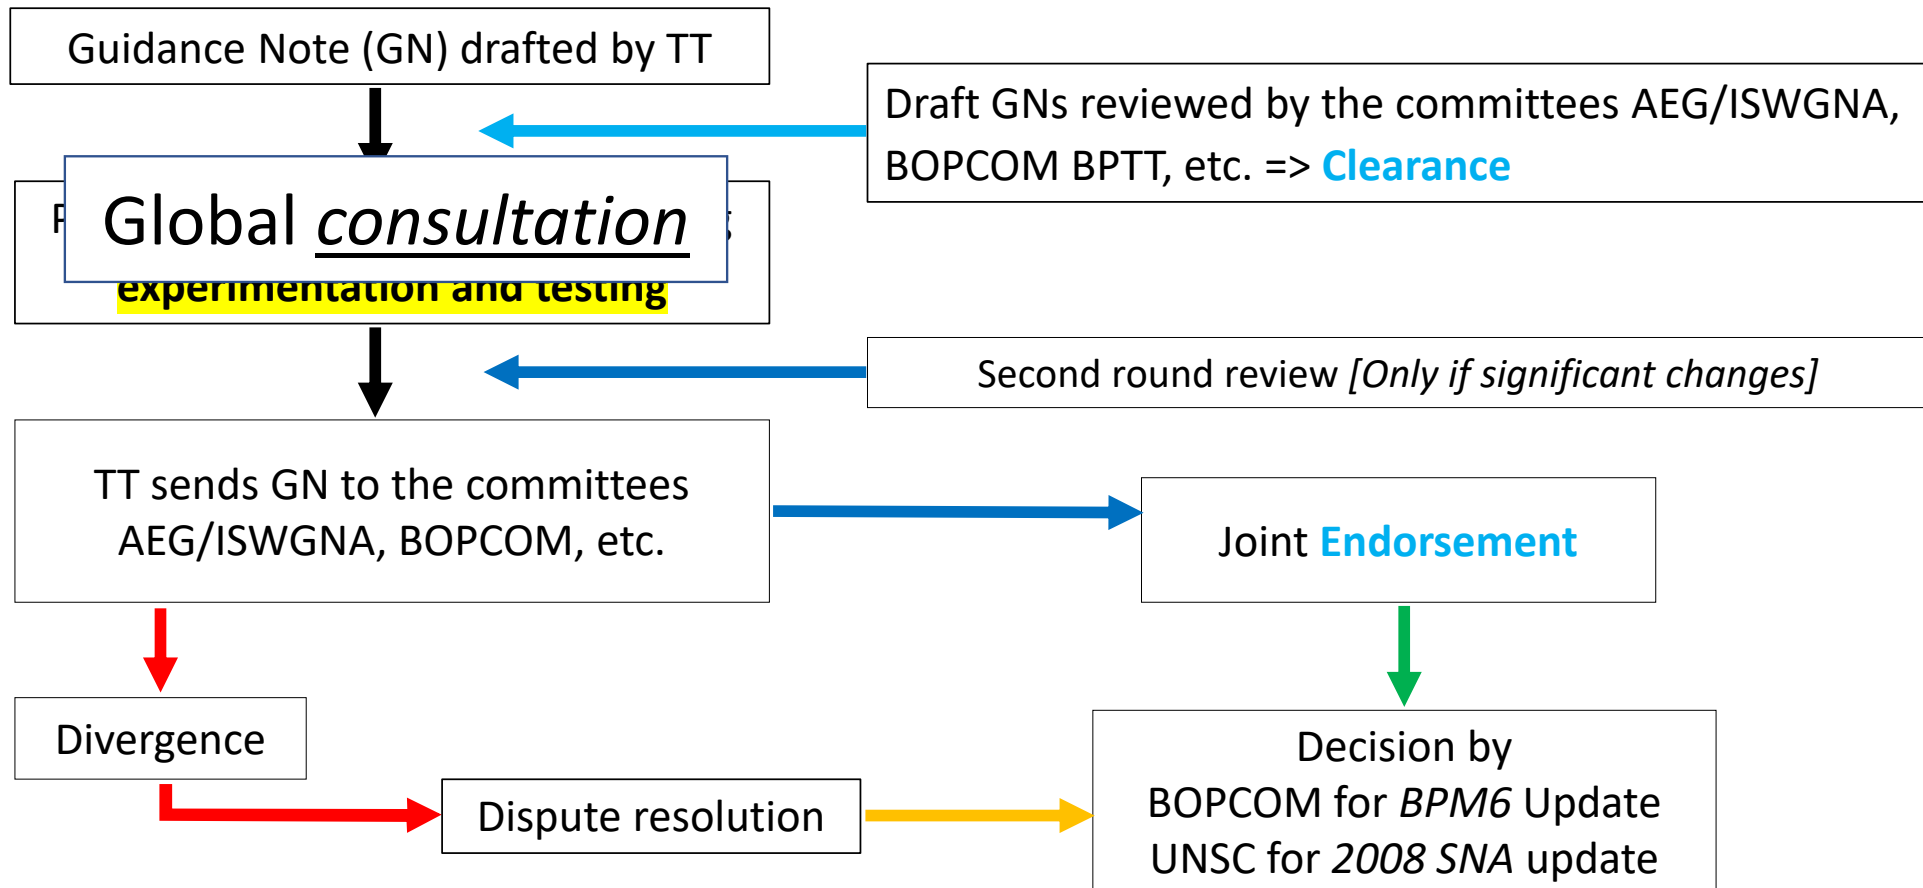 Guidance Note (GN) drafted by TT
Draft GNs reviewed by the committees AEG/ISWGNA,
BOPCOM BPTT, etc. => Clearance
Global consultation
experimentation and testing
Second round review [Only if significant changes]
TT sends GN to the committees
AEG/ISWGNA, BOPCOM, etc.
Joint Endorsement
Divergence
Dispute resolution
Decision by
BOPCOM for BPM6 Update
UNSC for 2008 SNA update